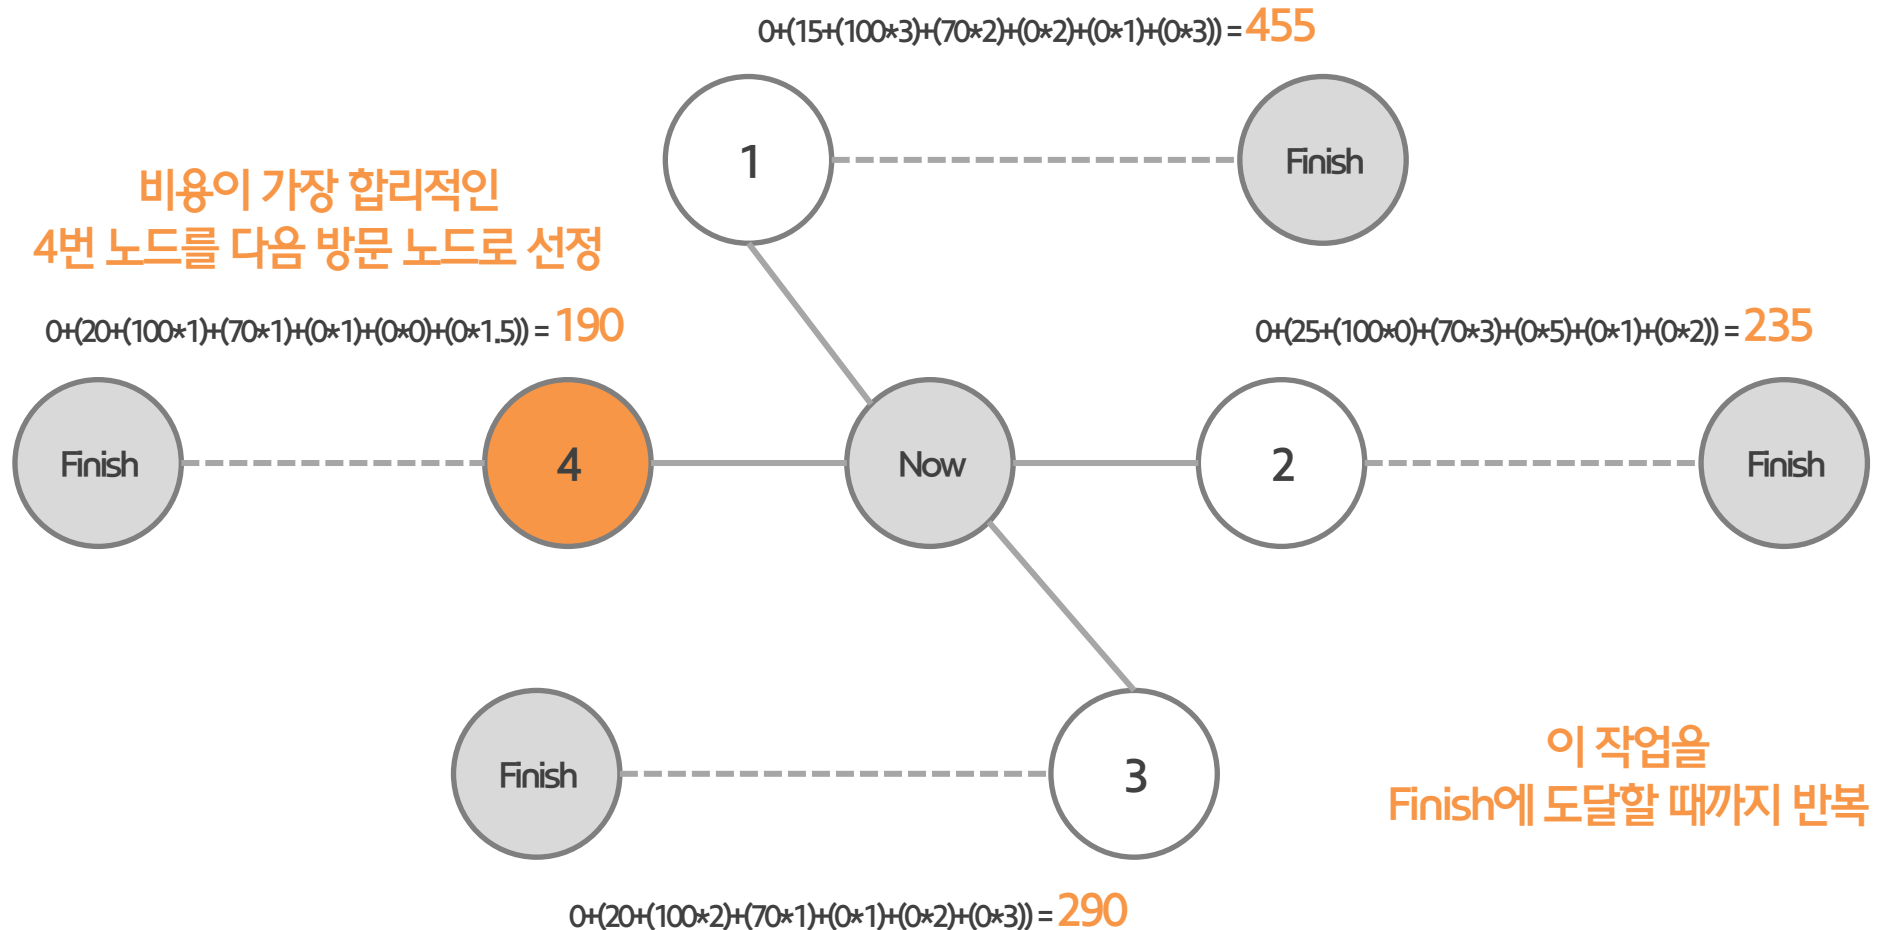 0+(15+(100*3)+(70*2)+(0*2)+(0*1)+(0*3)) = 455
1
Finish
비용이 가장 합리적인
4번 노드를 다음 방문 노드로 선정
0+(20+(100*1)+(70*1)+(0*1)+(0*0)+(0*1.5)) = 190
0+(25+(100*0)+(70*3)+(0*5)+(0*1)+(0*2)) = 235
Finish
4
Now
2
Finish
Finish
3
이 작업을
Finish에 도달할 때까지 반복
0+(20+(100*2)+(70*1)+(0*1)+(0*2)+(0*3)) = 290